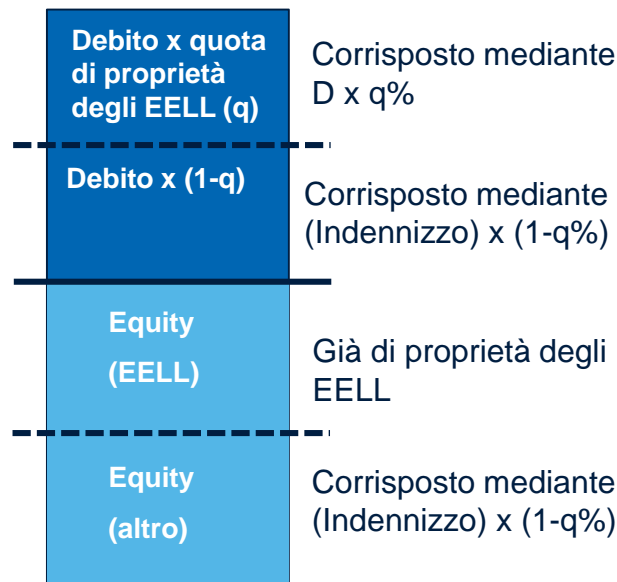 Debito x quota
di proprietà
degli EELL (q)
Corrisposto mediante
D x q%
Debito x (1-q)
Corrisposto mediante
(Indennizzo) x (1-q%)
Equity
(EELL)
Già di proprietà degli
EELL
Equity
(altro)
Corrisposto mediante
(Indennizzo) x (1-q%)